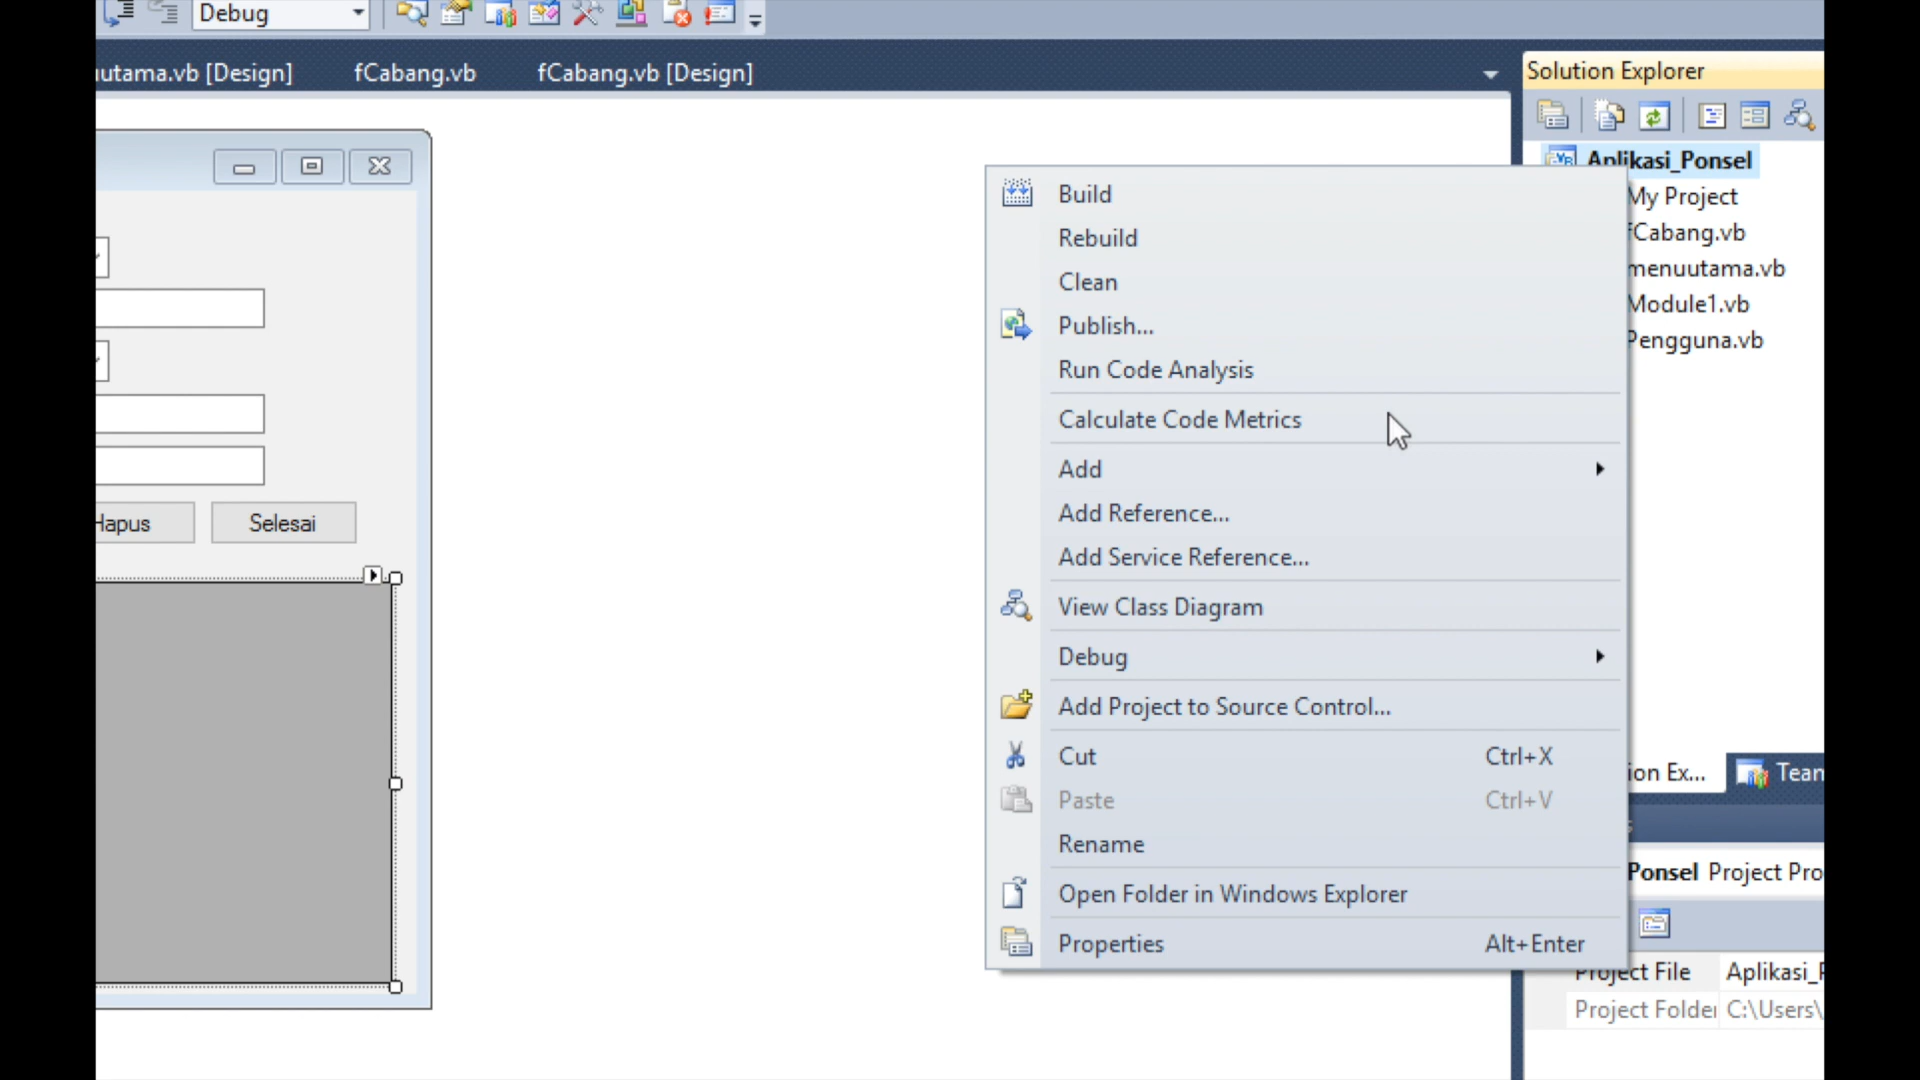 Debug
utama.vb [Design]
fCabang.vb
fCabang.vb [Design]
Solution Explorer
Aplikasi_Ponsel
My Project
fCabang.vb
menuutama.vb
Module1.vb
Pengguna.vb
Build
Rebuild
Clean
Publish...
Run Code Analysis
Calculate Code Metrics
Add
Add Reference...
Add Service Reference...
View Class Diagram
Debug
Add Project to Source Control...
Cut Ctrl+X
Paste Ctrl+V
Rename
Open Folder in Windows Explorer
Properties Alt+Enter
Hapus
Selesai
ion Ex...
Team
Ponsel Project Pro
Project File Aplikasi_P
Project Folder C:\Users\